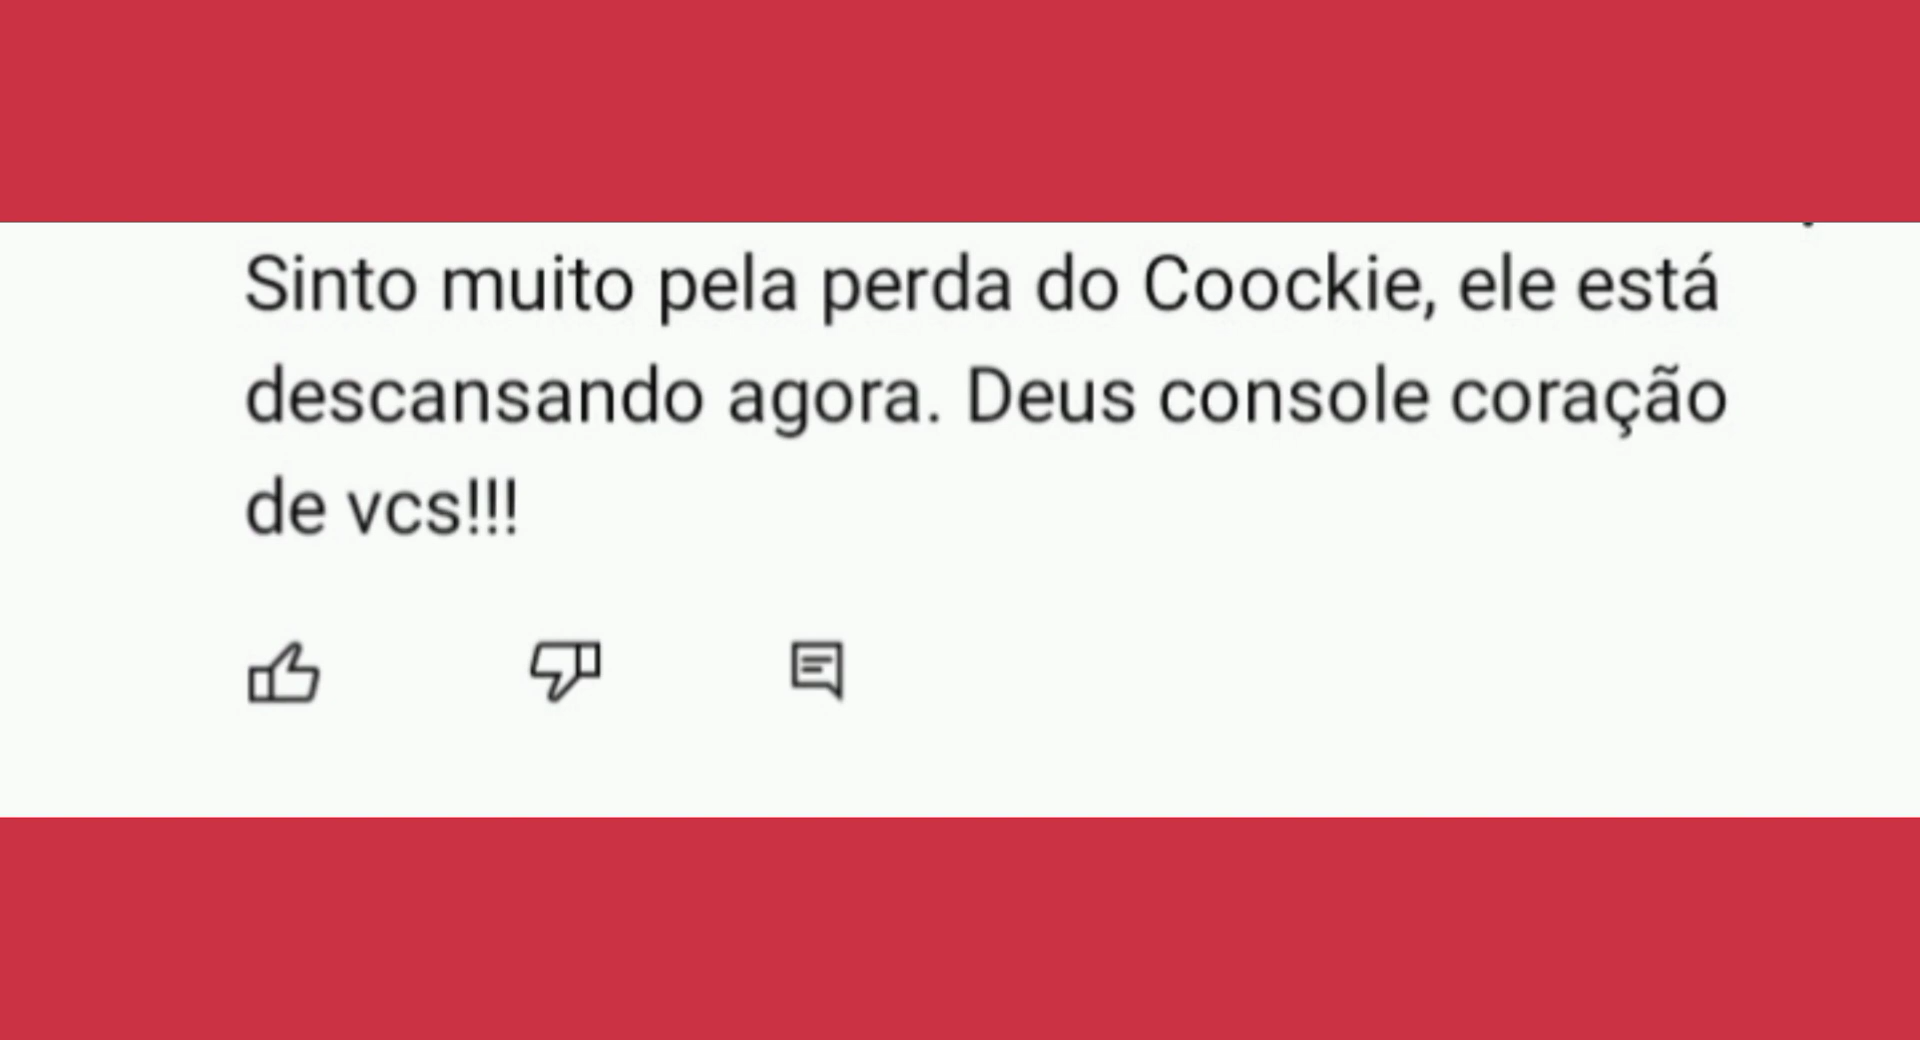 Sinto muito pela perda do Coockie, ele está
descansando agora. Deus console coração
de vcs!!!